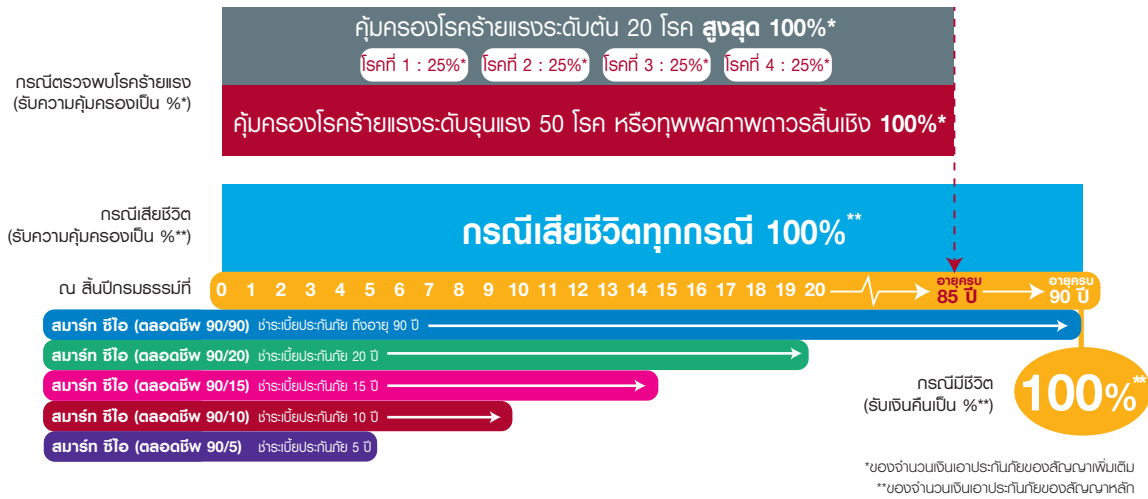 คุ้มครองโรคร้ายแรงระดับต้น 20 โรค สูงสุด 100%*
โรคที่ 1 : 25%* โรคที่ 2 : 25%* โรคที่ 3 : 25%* โรคที่ 4 : 25%*
กรณีตรวจพบโรคร้ายแรง
(รับความคุ้มครองเป็น %*)
คุ้มครองโรคร้ายแรงระดับรุนแรง 50 โรค หรือทุพพลภาพถาวรสิ้นเชิง 100%*
กรณีเสียชีวิต
(รับความคุ้มครองเป็น %**)
กรณีเสียชีวิตทุกกรณี 100%**
ณ สิ้นปีกรมธรรม์ที่ 0 1 2 3 4 5 6 7 8 9 10 11 12 13 14 15 16 17 18 19 20 อายุครบ 85 ปี อายุครบ 90 ปี
สมาร์ท ซีไอ (ตลอดชีพ 90/90) ชำระเบี้ยประกันภัย ถึงอายุ 90 ปี
สมาร์ท ซีไอ (ตลอดชีพ 90/20) ชำระเบี้ยประกันภัย 20 ปี
สมาร์ท ซีไอ (ตลอดชีพ 90/15) ชำระเบี้ยประกันภัย 15 ปี
สมาร์ท ซีไอ (ตลอดชีพ 90/10) ชำระเบี้ยประกันภัย 10 ปี
สมาร์ท ซีไอ (ตลอดชีพ 90/5) ชำระเบี้ยประกันภัย 5 ปี
กรณีมีชีวิต
(รับเงินคืนเป็น %**)
100%**
*ของจำนวนเงินเอาประกันภัยของสัญญาเพิ่มเติม
**ของจำนวนเงินเอาประกันภัยของสัญญาหลัก